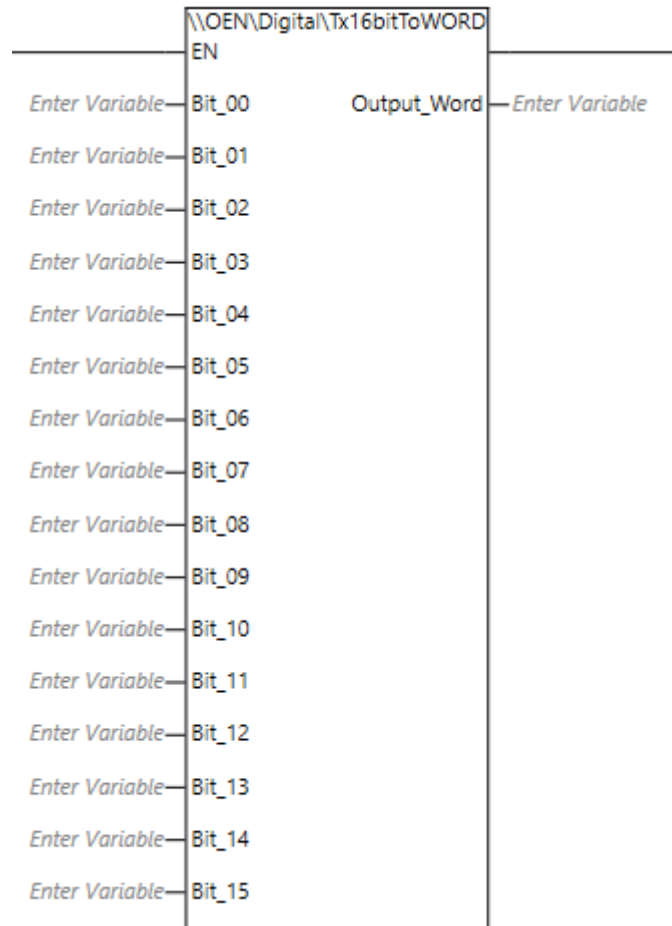 \\OEN\Digital\Tx16bitToWORD
EN
Enter Variable Bit_00 Output_Word Enter Variable
Enter Variable Bit_01
Enter Variable Bit_02
Enter Variable Bit_03
Enter Variable Bit_04
Enter Variable Bit_05
Enter Variable Bit_06
Enter Variable Bit_07
Enter Variable Bit_08
Enter Variable Bit_09
Enter Variable Bit_10
Enter Variable Bit_11
Enter Variable Bit_12
Enter Variable Bit_13
Enter Variable Bit_14
Enter Variable Bit_15